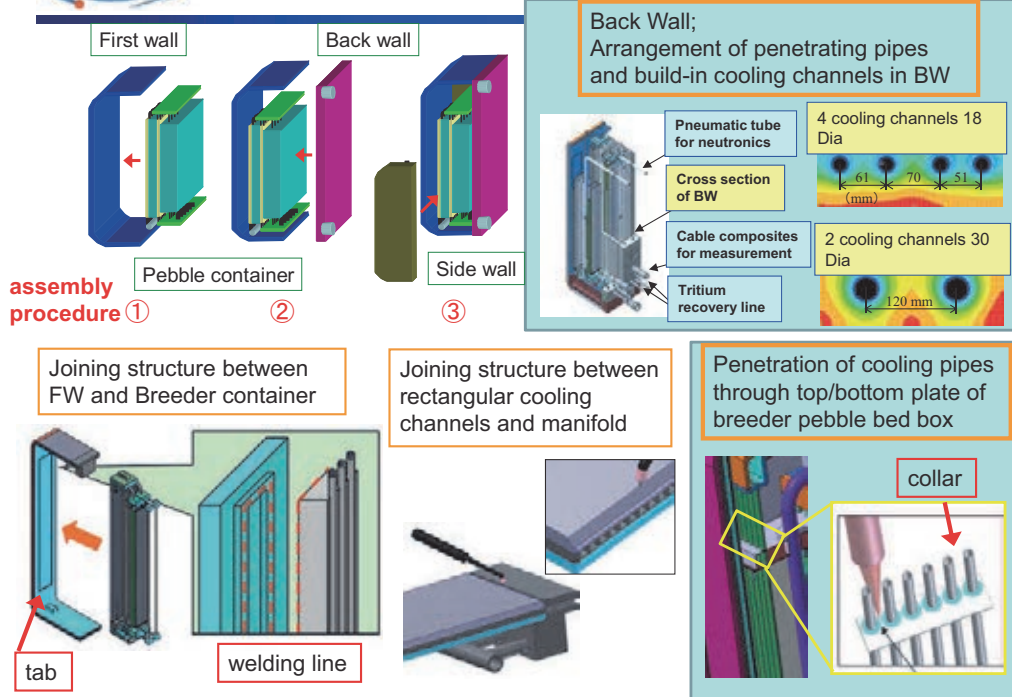 First wall
Back wall
Pebble container
Side wall
assembly
procedure ① ② ③
Back Wall;
Arrangement of penetrating pipes
and build-in cooling channels in BW
Pneumatic tube
for neutronics
Cross section
of BW
Cable composites
for measurement
Tritium
recovery line
4 cooling channels 18
Dia
61 70 51
(mm)
2 cooling channels 30
Dia
120 mm
Joining structure between
FW and Breeder container
tab
welding line
Joining structure between
rectangular cooling
channels and manifold
Penetration of cooling pipes
through top/bottom plate of
breeder pebble bed box
collar